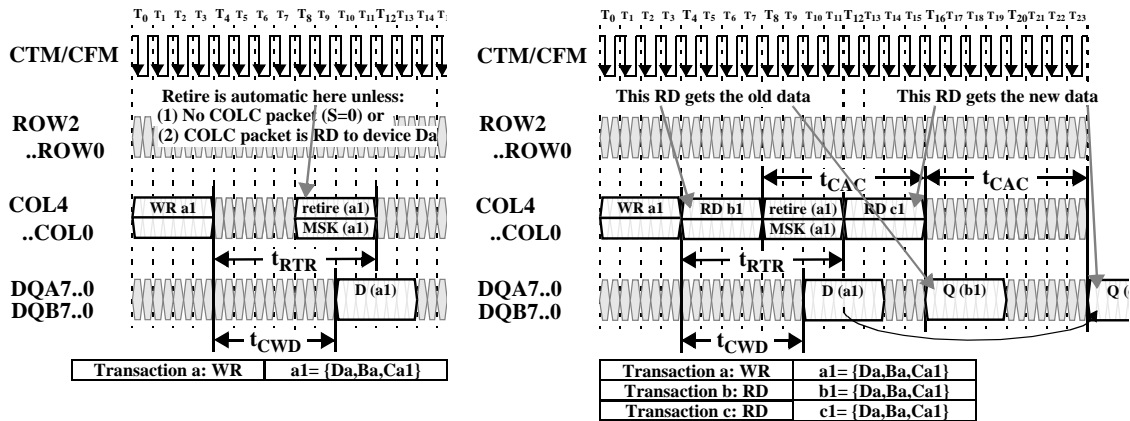 T0 T1 T2 T3 T4 T5 T6 T7 T8 T9 T10 T11 T12 T13 T14
CTM/CFM
Retire is automatic here unless:
(1) No COLC packet (S=0) or
(2) COLC packet is RD to device Da
ROW2
..ROW0
COL4
..COL0
WR a1
retire (a1)
MSK (a1)
tRTR
DQA7..0
DQB7..0
D (a1)
tCWD
Transaction a: WR a1= {Da,Ba,Ca1}
T0 T1 T2 T3 T4 T5 T6 T7 T8 T9 T10 T11 T12 T13 T14 T15 T16 T17 T18 T19 T20 T21 T22 T23
CTM/CFM
This RD gets the old data
This RD gets the new data
ROW2
..ROW0
tCAC
tCAC
COL4
..COL0
WR a1
RD b1
retire (a1)
MSK (a1)
RD c1
tRTR
DQA7..0
DQB7..0
D (a1)
Q (b1)
Q (
tCWD
Transaction a: WR a1= {Da,Ba,Ca1}
Transaction b: RD b1= {Da,Ba,Ca1}
Transaction c: RD c1= {Da,Ba,Ca1}